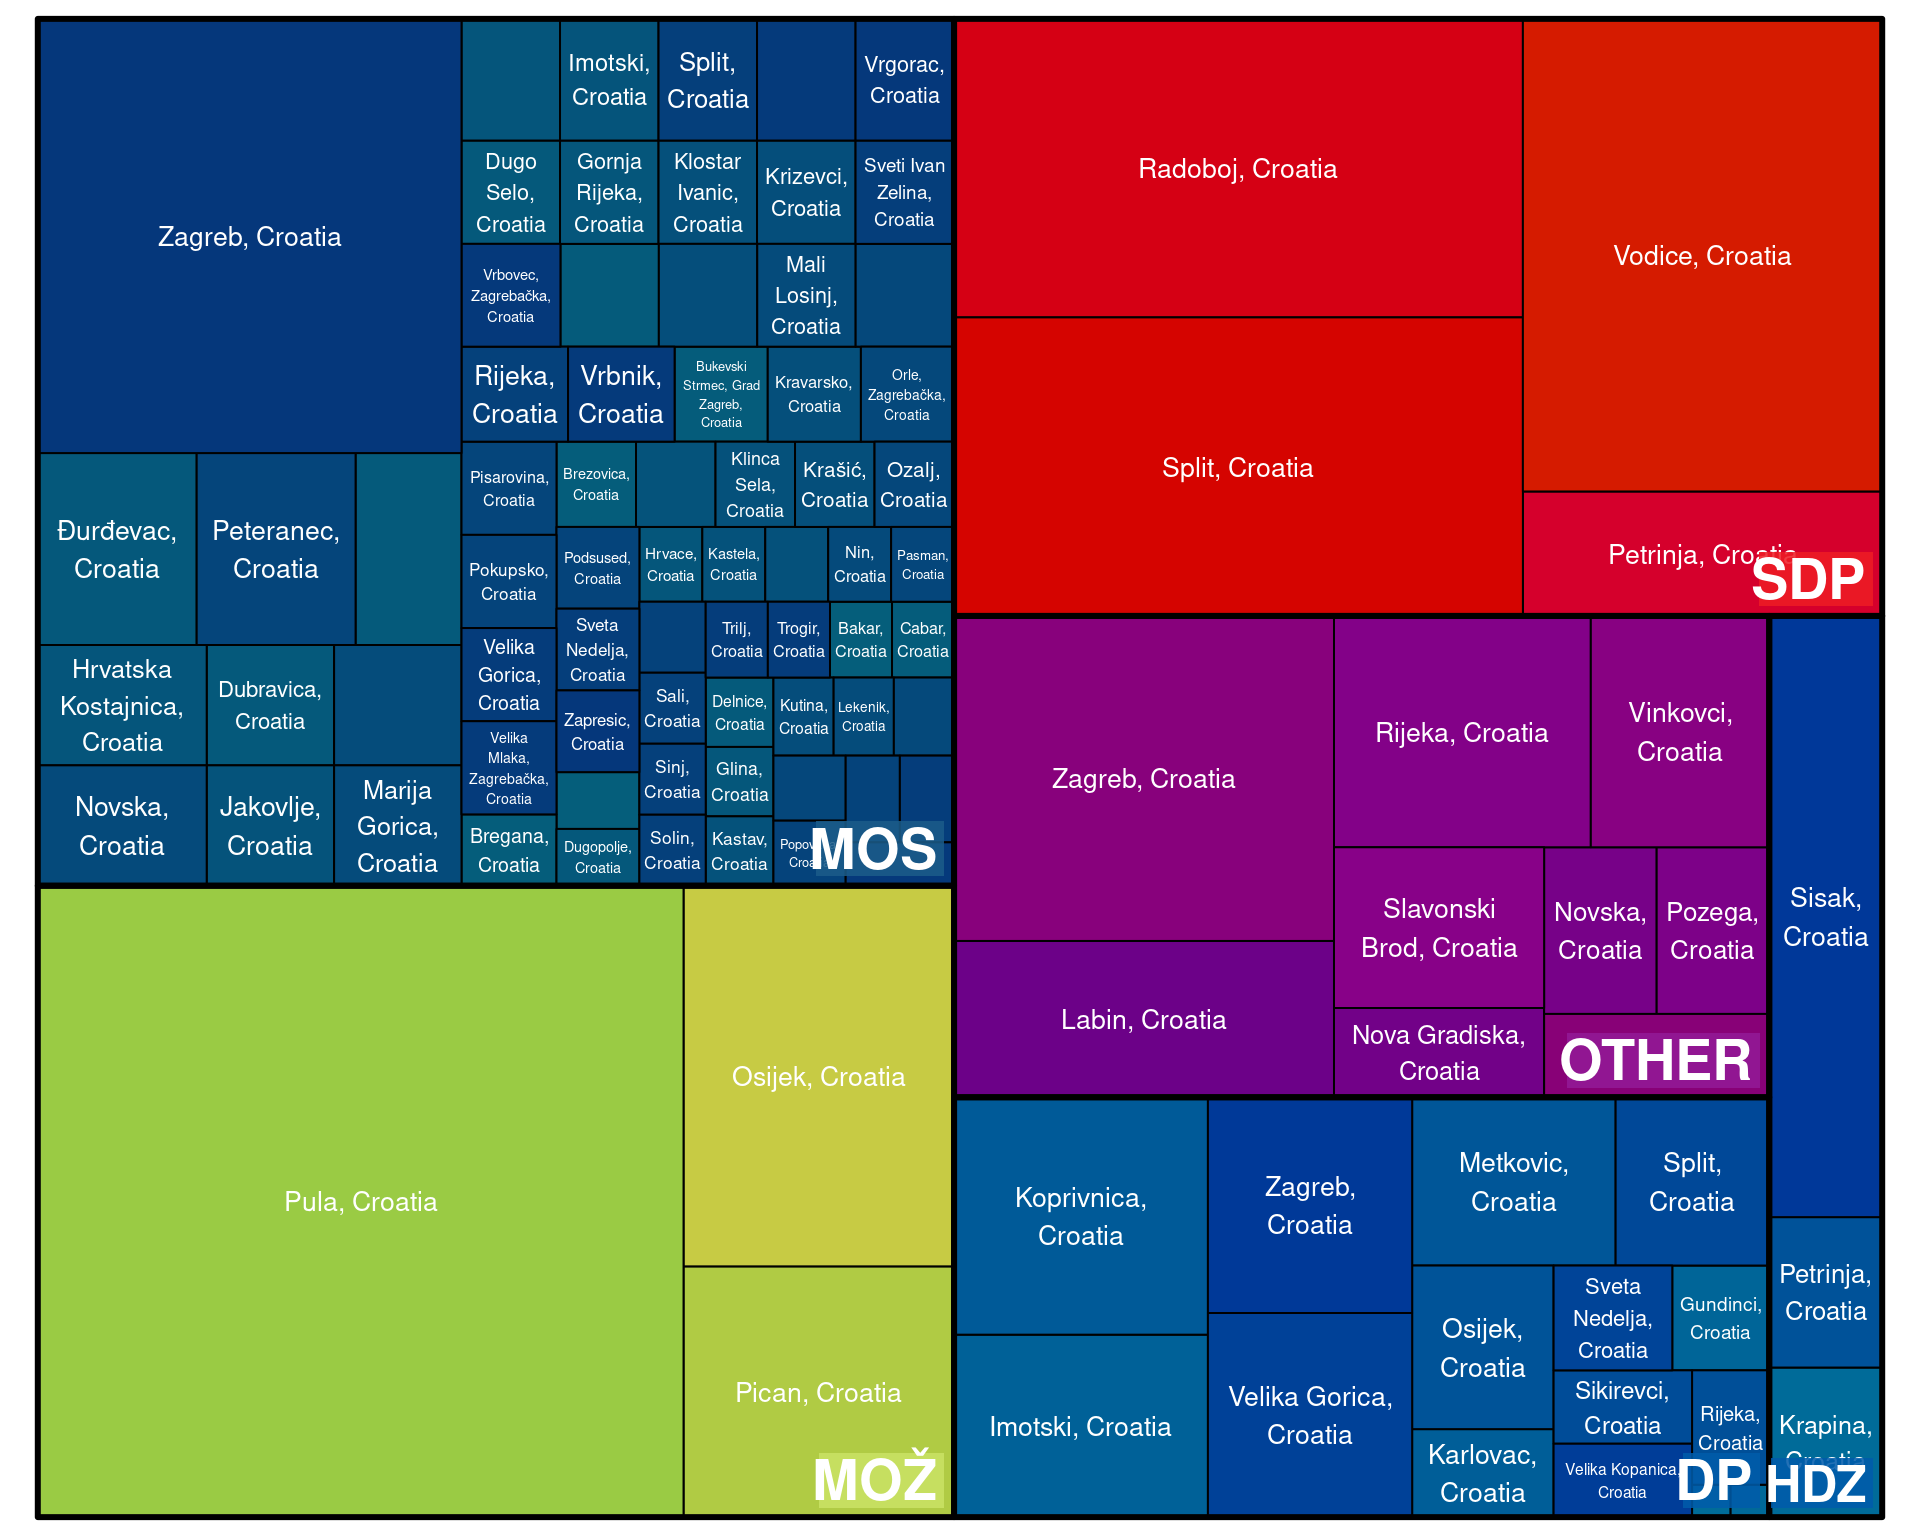 Zagreb, Croatia
Imotski,
Croatia
Split,
Croatia
Vrgorac,
Croatia
Dugo
Selo,
Croatia
Gornja
Rijeka,
Croatia
Klostar
Ivanic,
Croatia
Krizevci,
Croatia
Sveti Ivan
Zelina,
Croatia
Vrbovec,
Zagrebačka,
Croatia
Mali
Losinj,
Croatia
Rijeka,
Croatia
Vrbnik,
Croatia
Bukevski
Strmec, Grad
Zagreb,
Croatia
Kravarsko,
Croatia
Orle,
Zagrebačka,
Croatia
Đurđevac,
Croatia
Peteranec,
Croatia
Hrvatska
Kostajnica,
Croatia
Dubravica,
Croatia
Novska,
Croatia
Jakovlje,
Croatia
Marija
Gorica,
Croatia
Pisarovina,
Croatia
Brezovica,
Croatia
Klinca
Sela,
Croatia
Krašić,
Croatia
Ozalj,
Croatia
Pokupsko,
Croatia
Podsused,
Croatia
Hrvace,
Croatia
Kastela,
Croatia
Nin,
Croatia
Pasman,
Croatia
Velika
Gorica,
Croatia
Sveta
Nedelja,
Croatia
Trilj,
Croatia
Trogir,
Croatia
Bakar,
Croatia
Cabar,
Croatia
Zapresic,
Croatia
Sali,
Croatia
Delnice,
Croatia
Kutina,
Croatia
Lekenik,
Croatia
Velika
Mlaka,
Zagrebačka,
Croatia
Sinj,
Croatia
Glina,
Croatia
Bregana,
Croatia
Dugopolje,
Croatia
Solin,
Croatia
Kastav,
Croatia
MOS
Pula, Croatia
Osijek, Croatia
Pican, Croatia
MOŽ
Radoboj, Croatia
Split, Croatia
Vodice, Croatia
Petrinja, Croatia
SDP
Zagreb, Croatia
Labin, Croatia
Rijeka, Croatia
Vinkovci,
Croatia
Slavonski
Brod, Croatia
Novska,
Croatia
Pozega,
Croatia
Nova Gradiska,
Croatia
OTHER
Koprivnica,
Croatia
Imotski, Croatia
Zagreb,
Croatia
Velika Gorica,
Croatia
Metkovic,
Croatia
Split,
Croatia
Osijek,
Croatia
Karlovac,
Croatia
Sveta
Nedelja,
Croatia
Gundinci,
Croatia
Sikirevci,
Croatia
Rijeka,
Croatia
Velika Kopanica,
Croatia
DP
Sisak,
Croatia
Petrinja,
Croatia
Krapina,
Croatia
HDZ